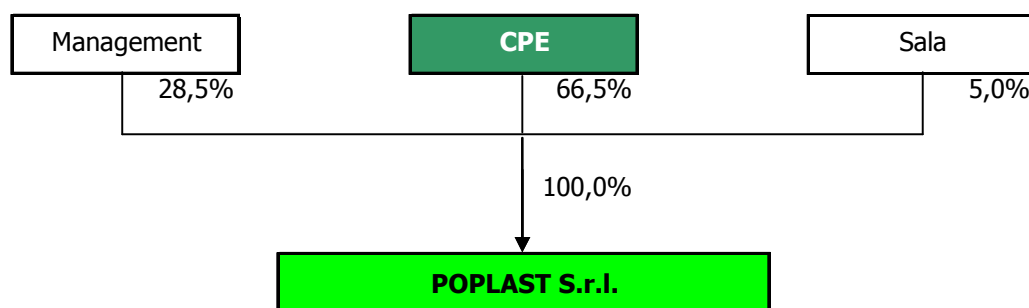 Management
CPE
Sala
28,5%
66,5%
5,0%
100,0%
POPLAST S.r.l.